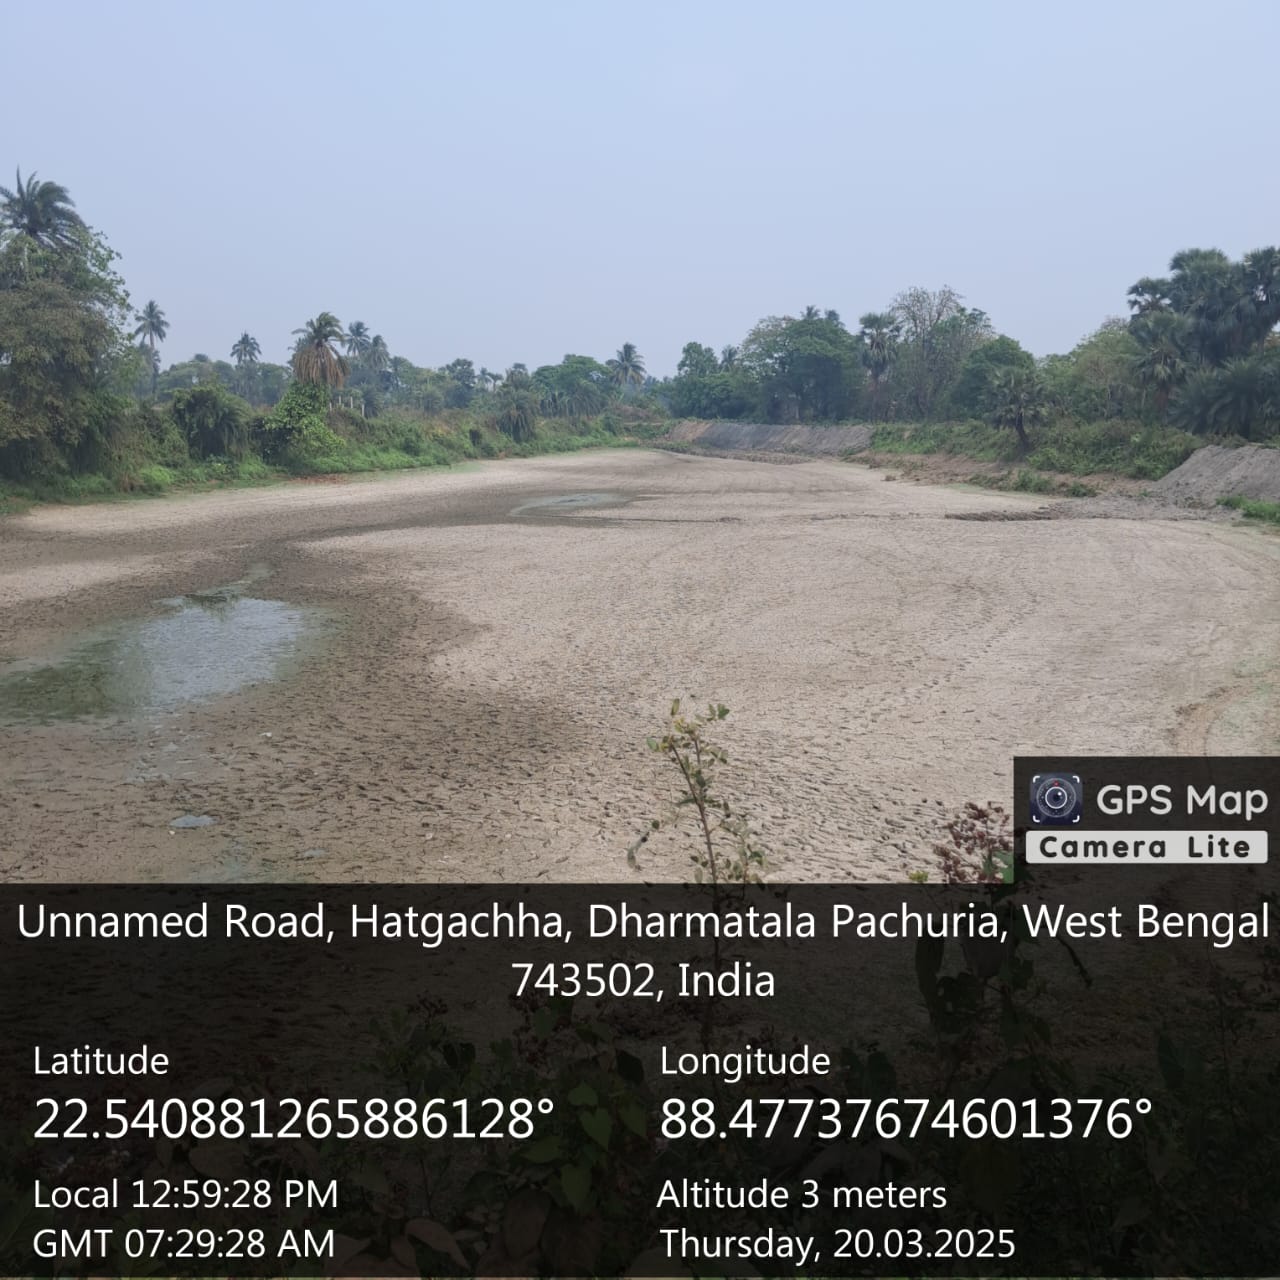 GPS Map
Camera Lite
Unnamed Road, Hatgachha, Dharmatala Pachuria, West Bengal
743502, India
Latitude
22.540881265886128°
Longitude
88.47737674601376°
Local 12:59:28 PM
GMT 07:29:28 AM
Altitude 3 meters
Thursday, 20.03.2025